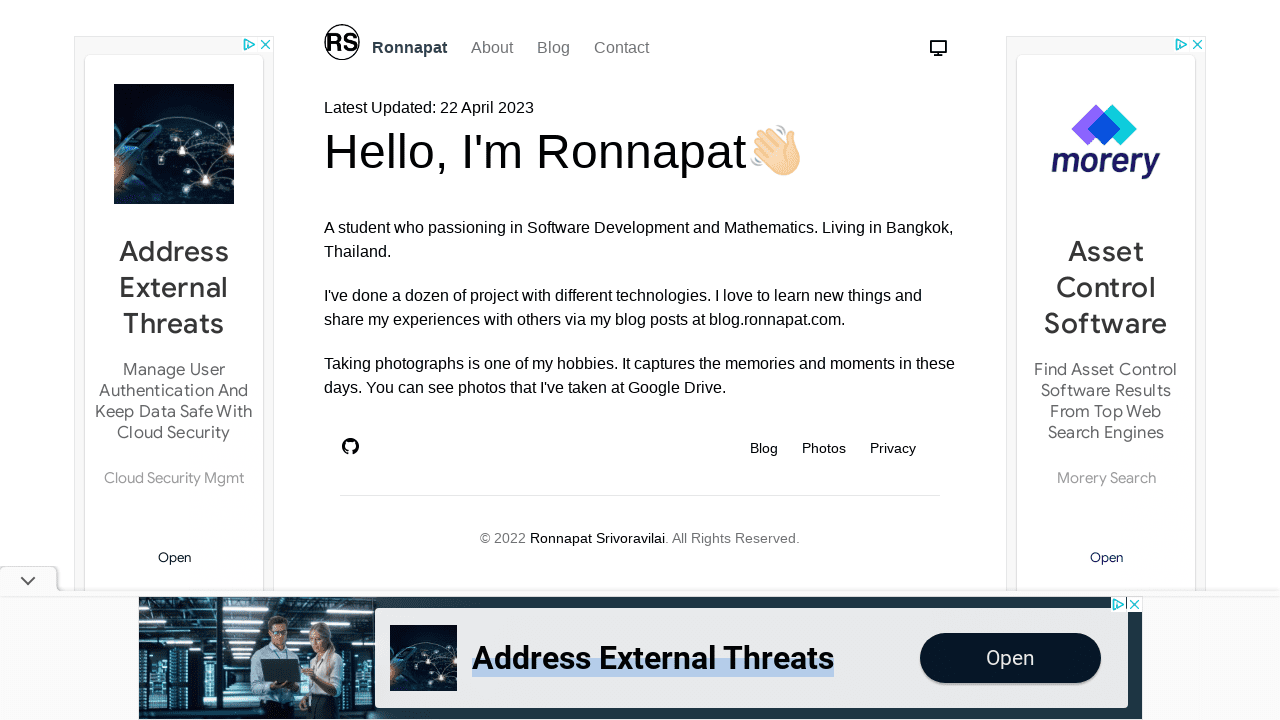 RS
Ronnapat
About
Blog
Contact
Latest Updated: 22 April 2023
Hello, I'm Ronnapat👋🏻
A student who passioning in Software Development and Mathematics. Living in Bangkok,
Thailand.
I've done a dozen of project with different technologies. I love to learn new things and
share my experiences with others via my blog posts at blog.ronnapat.com.
Taking photographs is one of my hobbies. It captures the memories and moments in these
days. You can see photos that I've taken at Google Drive.
Blog
Photos
Privacy
© 2022 Ronnapat Srivoravilai. All Rights Reserved.
Address
External
Threats
Manage User
Authentication And
Keep Data Safe With
Cloud Security
Cloud Security Mgmt
Open
morery
Asset
Control
Software
Find Asset Control
Software Results
From Top Web
Search Engines
Morery Search
Open
Address External Threats
Open